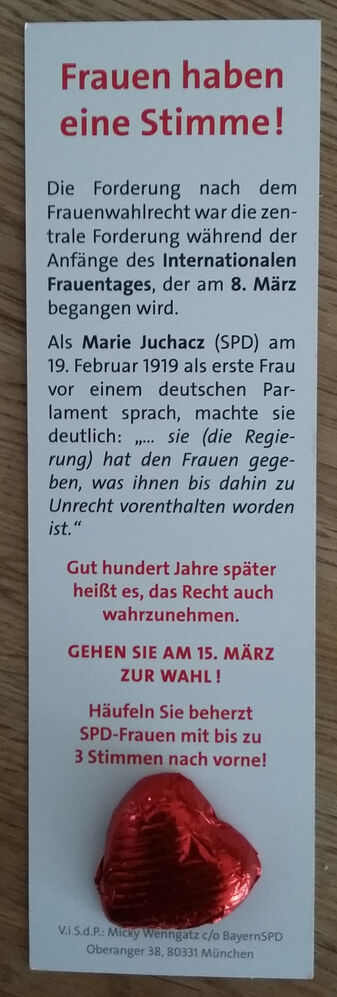 Frauen haben
eine Stimme!
Die Forderung nach dem
Frauenwahlrecht war die zen-
trale Forderung während der
Anfänge des Internationalen
Frauentages, der am 8. März
begangen wird.
Als Marie Juchacz (SPD) am
19. Februar 1919 als erste Frau
vor einem deutschen Par-
lament sprach, machte sie
deutlich: „... sie (die Regie-
rung) hat den Frauen gege-
ben, was ihnen bis dahin zu
Unrecht vorenthalten worden
ist.“
Gut hundert Jahre später
heißt es, das Recht auch
wahrzunehmen.
GEHEN SIE AM 15. MÄRZ
ZUR WAHL!
Häufeln Sie beherzt
SPD-Frauen mit bis zu
3 Stimmen nach vorne!
V.i.S.d.P.: Micky Wenngatz c/o BayernSPD
Oberanger 38, 80331 München